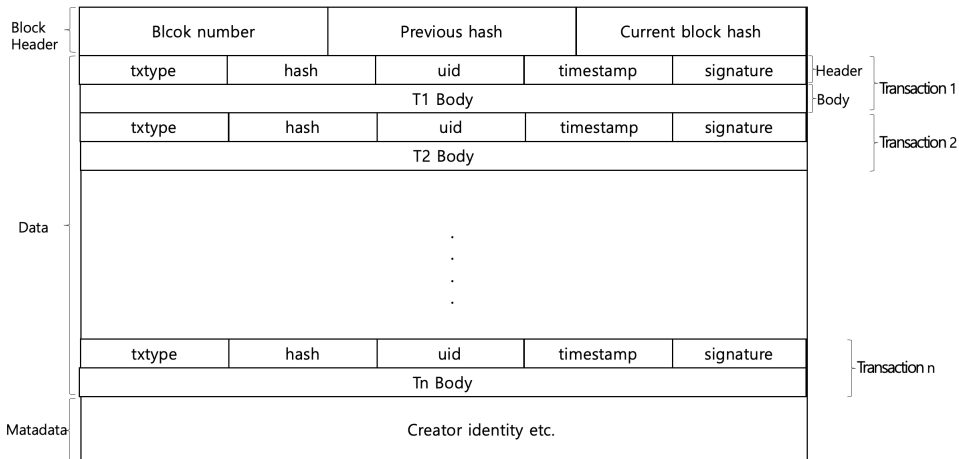 Block
Header
Blcok number
Previous hash
Current block hash
txtype
hash
uid
timestamp
signature
Header
Transaction 1
T1 Body
Body
txtype
hash
uid
timestamp
signature
Transaction 2
T2 Body
Data
.
.
.
.
txtype
hash
uid
timestamp
signature
Transaction n
Tn Body
Matadata
Creator identity etc.